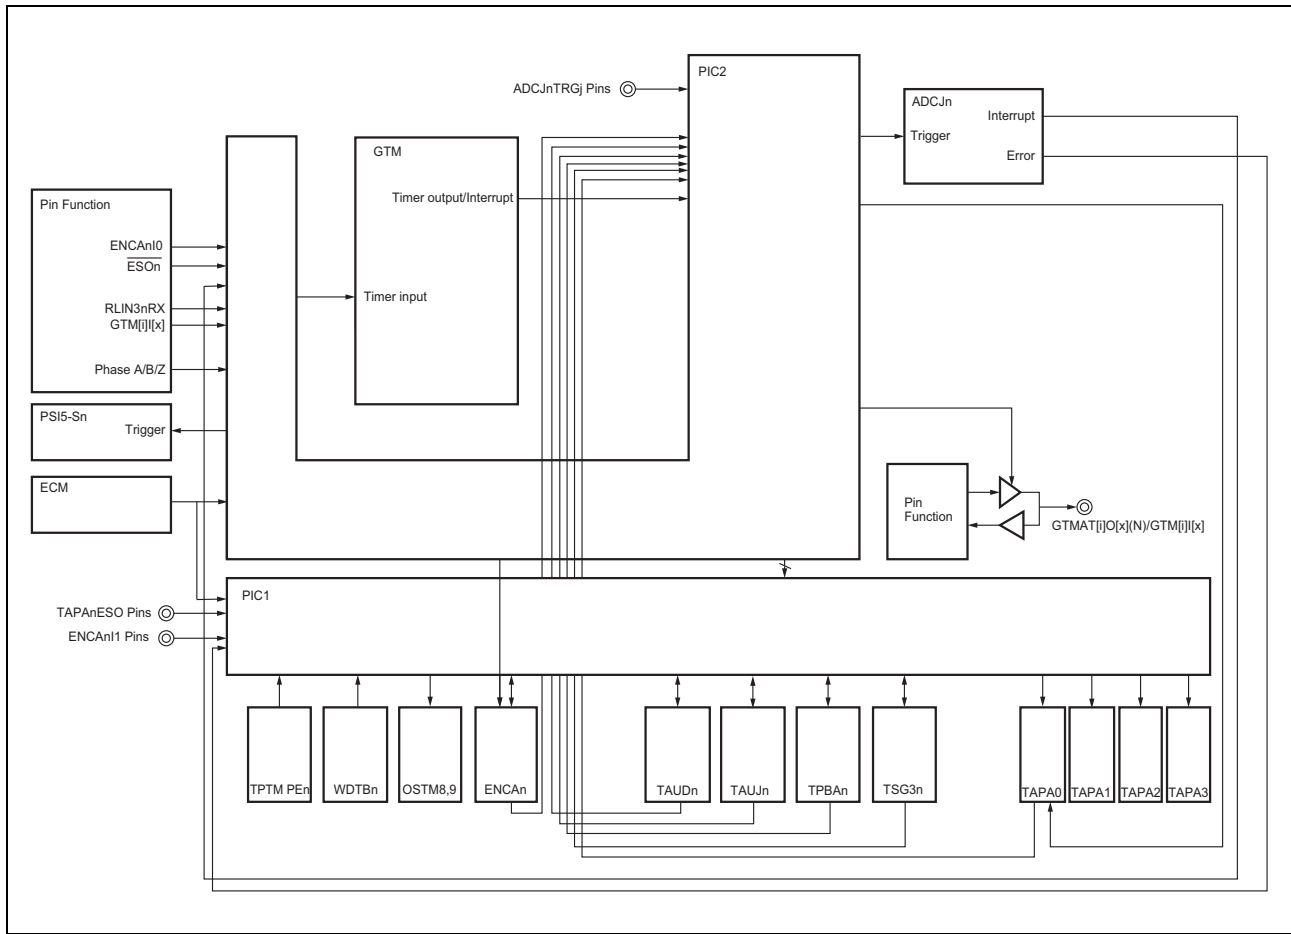 PIC2
ADCJnTRGj Pins
ADCJn
Interrupt
Trigger
Error
GTM
Timer output/Interrupt
Timer input
Pin Function
ENCAnI0
ESOn
RLIN3nRX
GTM[i]I[x]
Phase A/B/Z
PSI5-Sn
Trigger
ECM
Pin
Function
GTMAT[i]O[x](N)/GTM[i]I[x]
PIC1
TAPAnESO Pins
ENCAnI1 Pins
TPTM PEn
WDTBn
OSTM8,9
ENCAn
TAUDn
TAUJn
TPBAn
TSG3n
TAPA0
TAPA1
TAPA2
TAPA3